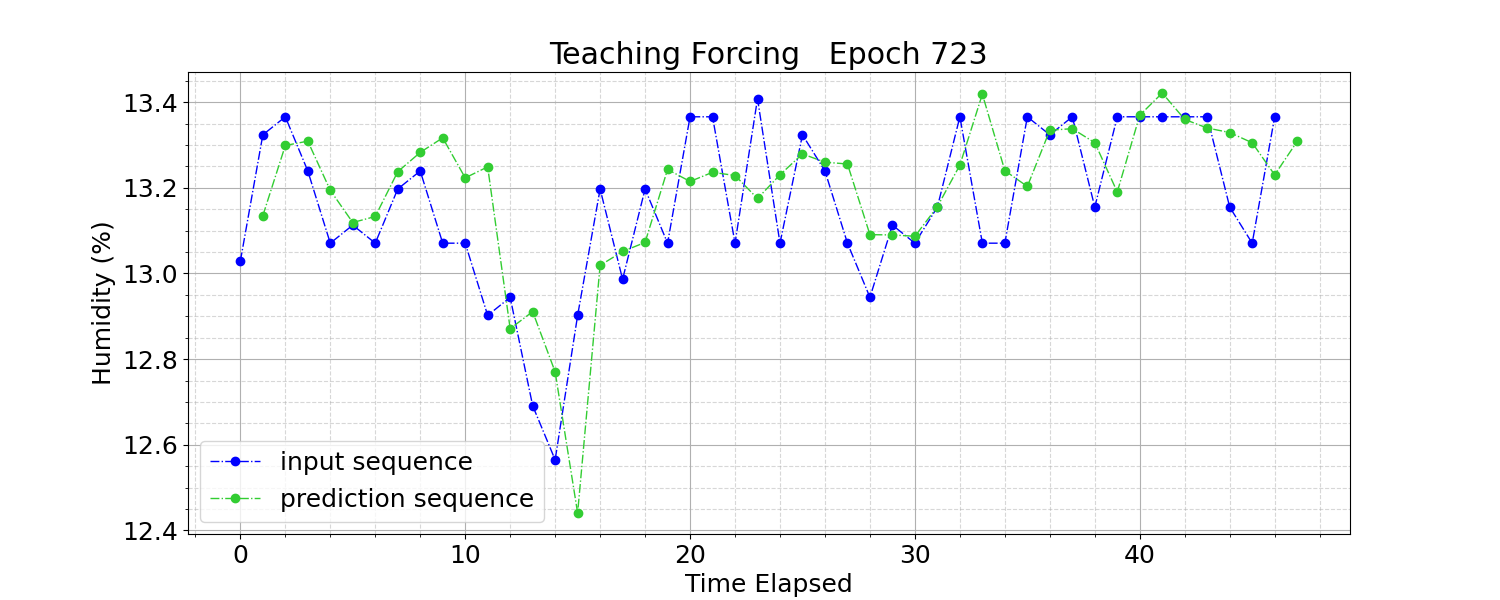 Teaching Forcing   Epoch 723
Humidity (%)
13.4
13.2
13.0
12.8
12.6
12.4
input sequence
prediction sequence
0 10 20 30 40
Time Elapsed